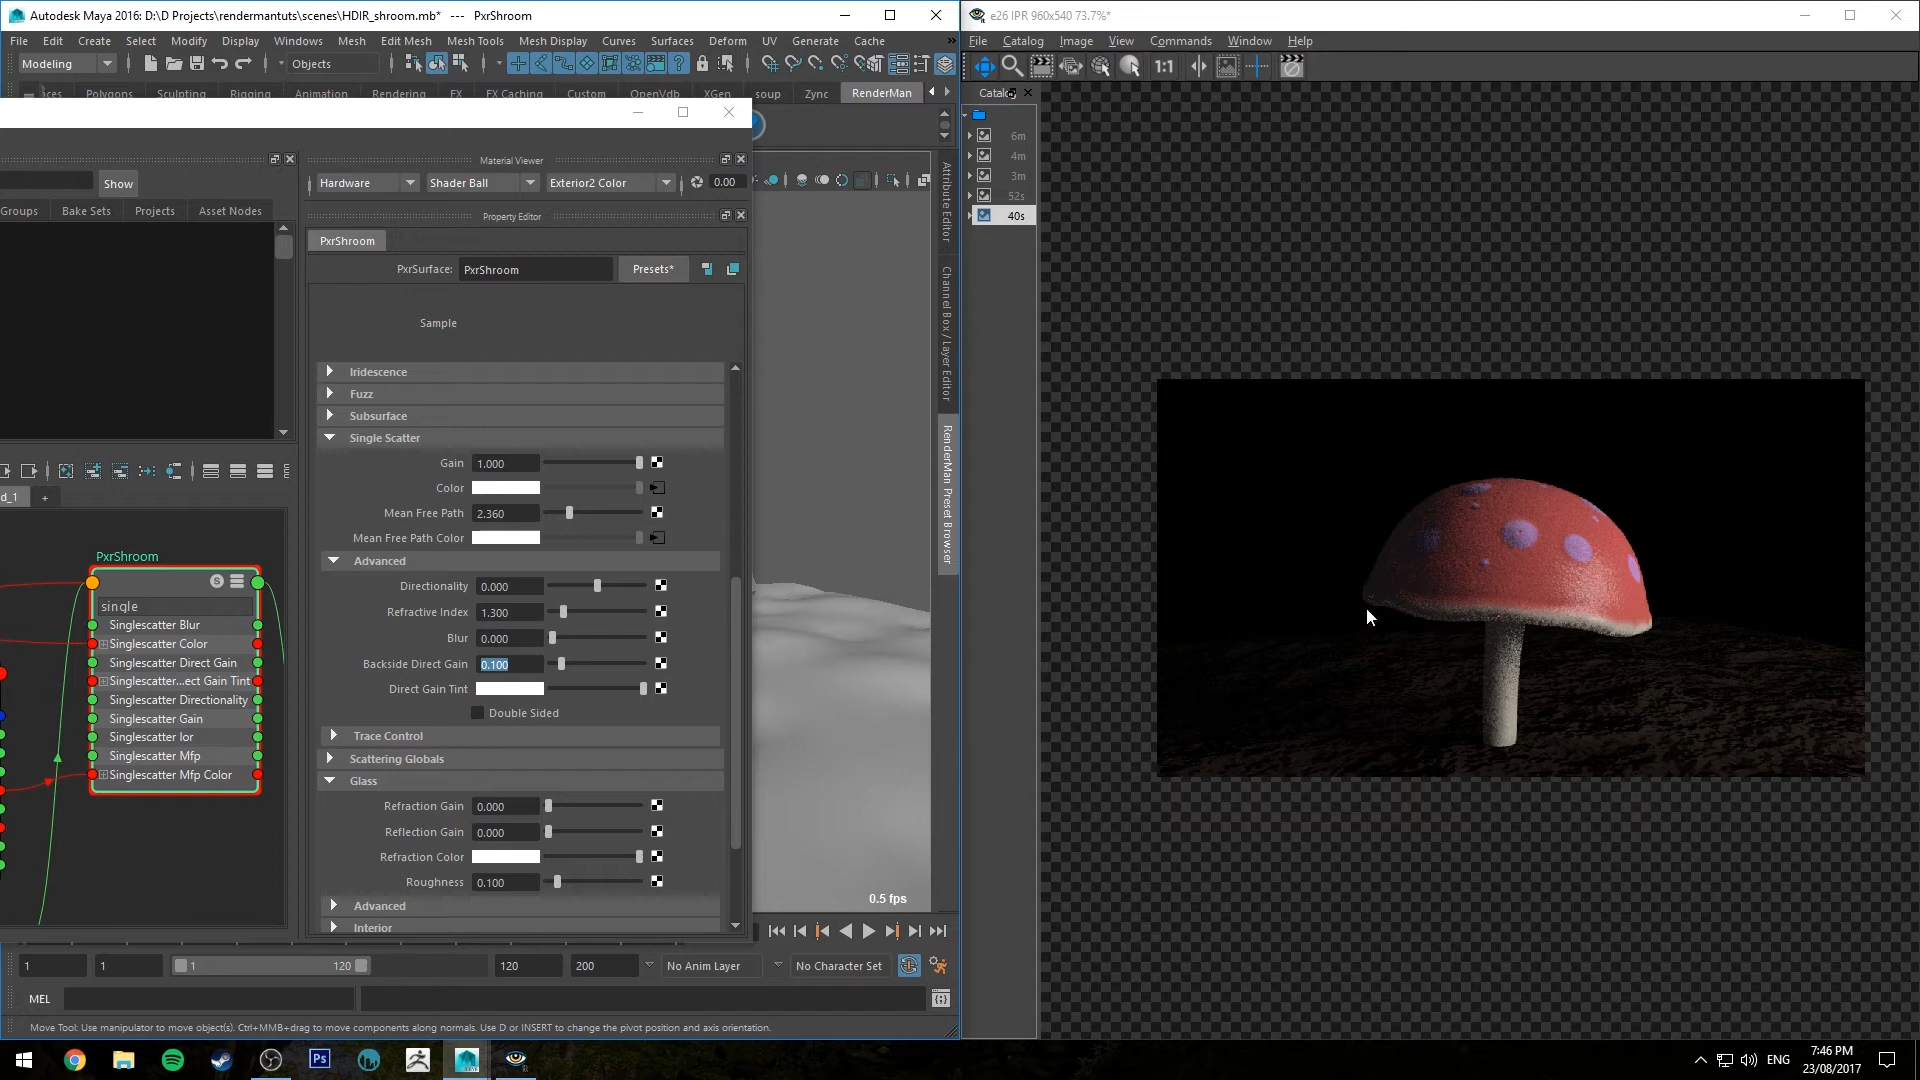 Autodesk Maya 2016: D:\D Projects\rendermantuts\scenes\HDIR_shroom.mb* --- PxrShroom
File Edit Create Select Modify Display Windows Mesh Edit Mesh Mesh Tools Mesh Display Curves Surfaces Deform UV Generate Cache
Modeling Objects
Polygons Sculpting Rigging Animation Rendering FX FX Caching Custom OpenVdb XGen soup Zync RenderMan
Show
Groups Bake Sets Projects Asset Nodes
Material Viewer
Hardware Shader Ball Exterior2 Color 0.00
Property Editor
PxrShroom
PxrSurface: PxrShroom Presets*
Sample
Iridescence
Fuzz
Subsurface
Single Scatter
Gain 1.000
Color
Mean Free Path 2.360
Mean Free Path Color
Advanced
Directionality 0.000
Refractive Index 1.300
Blur 0.000
Backside Direct Gain 0.100
Direct Gain Tint
Double Sided
Trace Control
Scattering Globals
Glass
Refraction Gain 0.000
Reflection Gain 0.000
Refraction Color
Roughness 0.100
Advanced
Interior
d_1 +
PxrShroom
S
single
Singlescatter Blur
Singlescatter Color
Singlescatter Direct Gain
Singlescatter...ect Gain Tint
Singlescatter Directionality
Singlescatter Gain
Singlescatter Ior
Singlescatter Mfp
Singlescatter Mfp Color
Attribute Editor
Channel Box / Layer Editor
RenderMan Preset Browser
0.5 fps
1 1 1 120 120 200 No Anim Layer No Character Set
MEL
Move Tool: Use manipulator to move object(s). Ctrl+MMB+drag to move components along normals. Use D or INSERT to change the pivot position and axis orientation.
e26 IPR 960x540 73.7%*
File Catalog Image View Commands Window Help
1:1
Catalog
6m
4m
3m
52s
40s
Ps
ENG
7:46 PM
23/08/2017